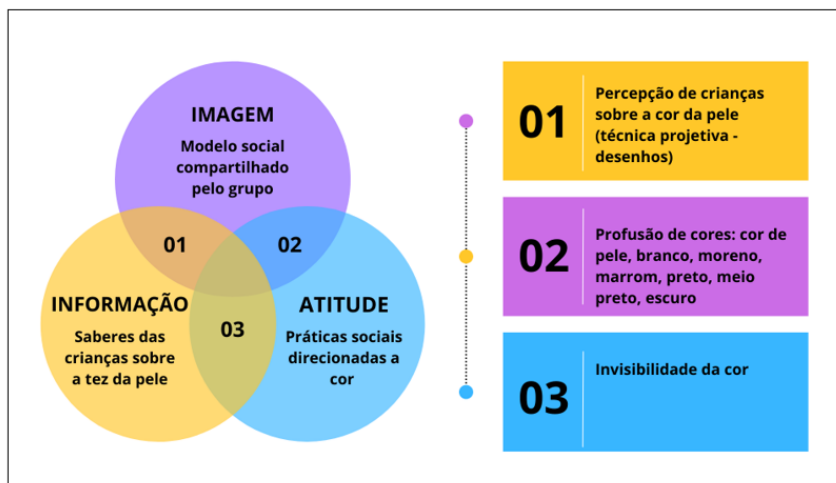 IMAGEM
Modelo social
compartilhado
pelo grupo
01
02
INFORMAÇÃO
Saberes das
crianças sobre
a tez da pele
03
ATITUDE
Práticas sociais
direcionadas a
cor
01
Percepção de crianças
sobre a cor da pele
(técnica projetiva -
desenhos)
02
Profusão de cores: cor de
pele, branco, moreno,
marrom, preto, meio
preto, escuro
03
Invisibilidade da cor